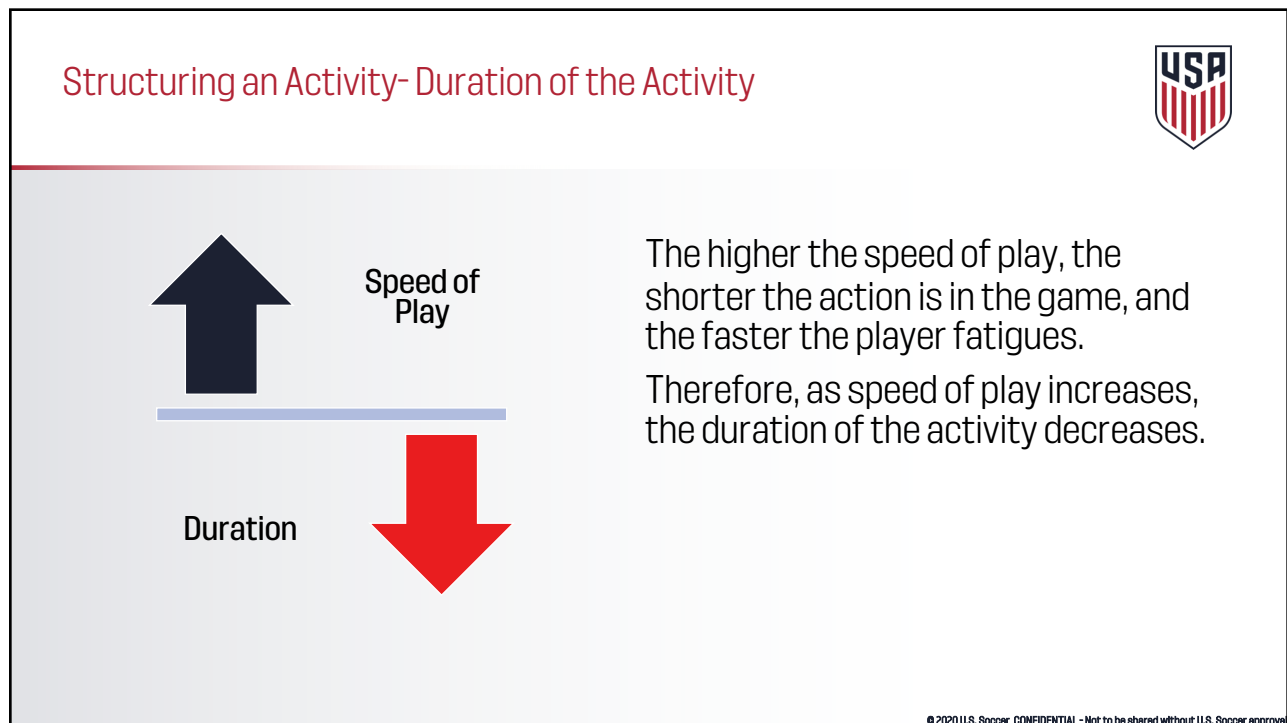 Structuring an Activity- Duration of the Activity
USA
Speed of
Play
The higher the speed of play, the
shorter the action is in the game, and
the faster the player fatigues.
Therefore, as speed of play increases,
the duration of the activity decreases.
Duration
© 2020 U.S. Soccer. CONFIDENTIAL - Not to be shared without U.S. Soccer approval